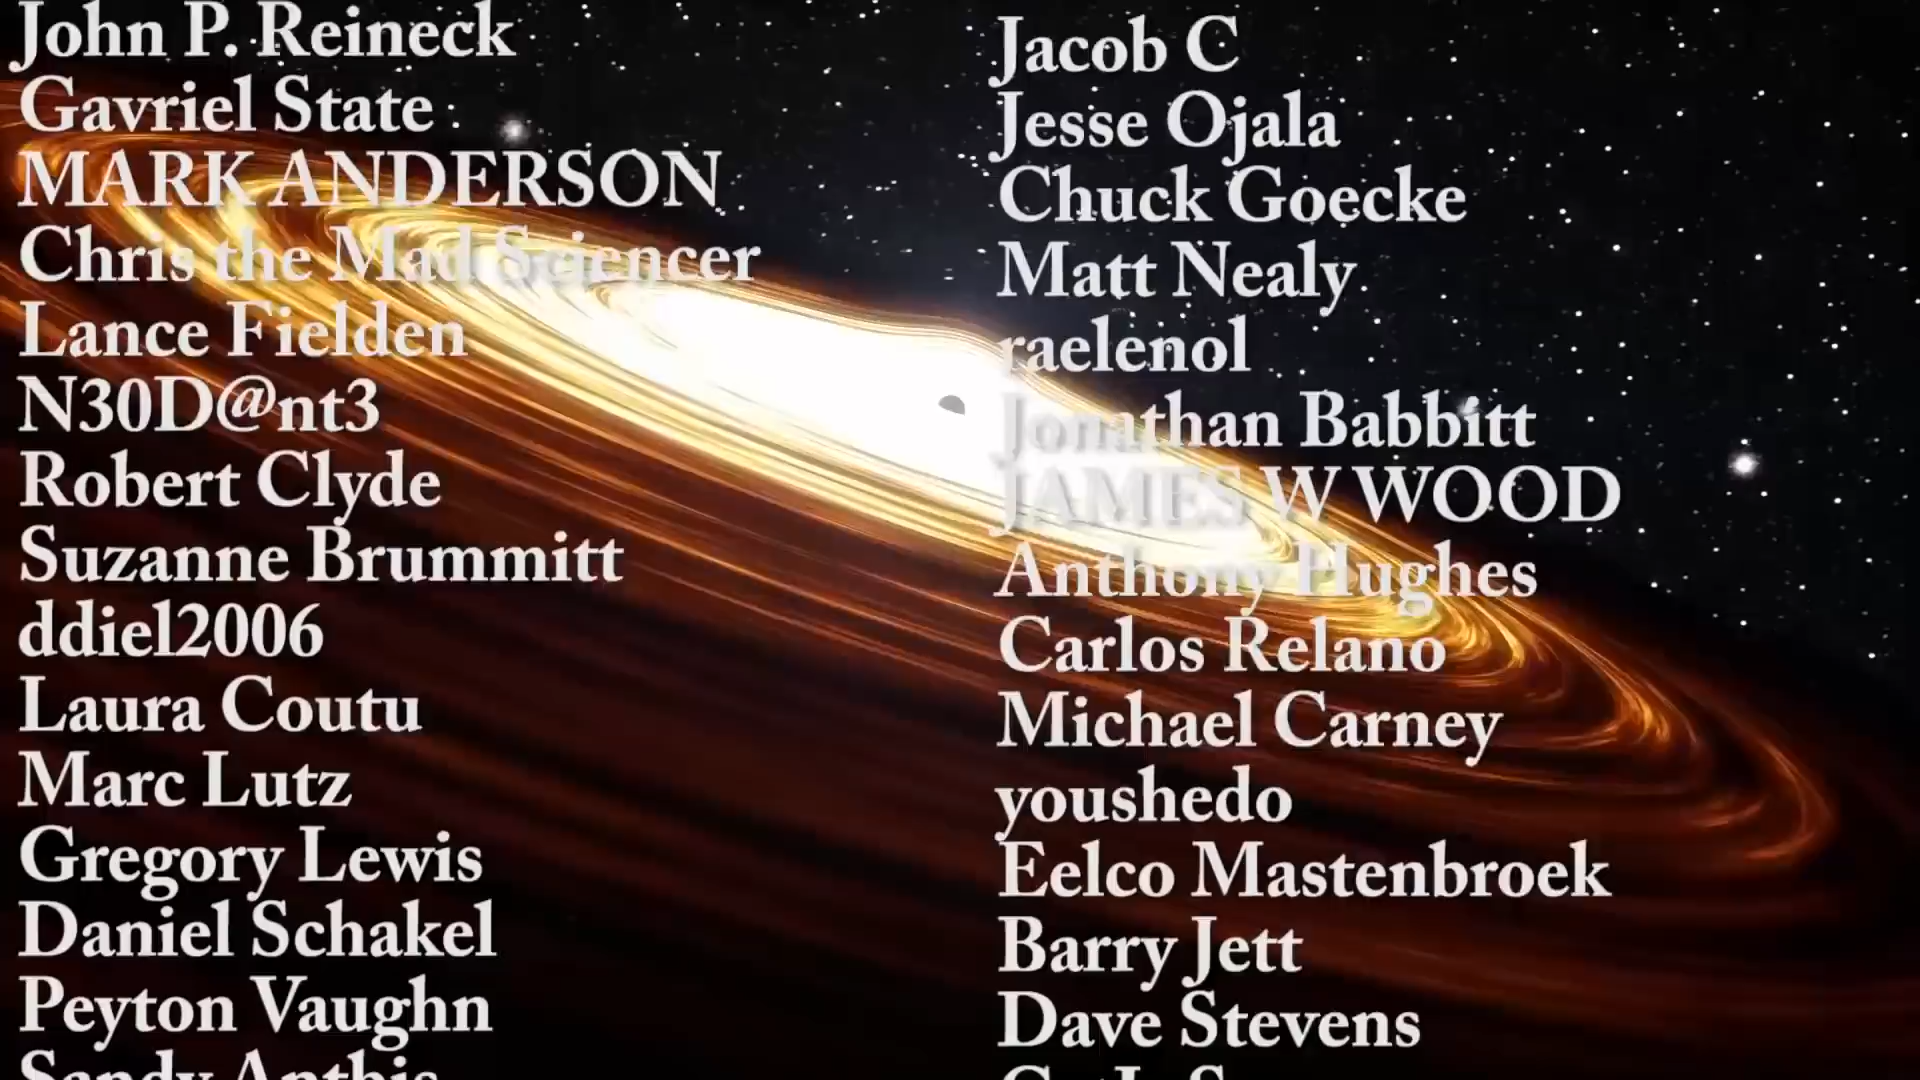 John P. Reineck
Gavriel State
MARK ANDERSON
Chris the Mad Sciencer
Lance Fielden
N30D@nt3
Robert Clyde
Suzanne Brummitt
ddiel2006
Laura Coutu
Marc Lutz
Gregory Lewis
Daniel Schakel
Peyton Vaughn
Sandy Anthis
Jacob C
Jesse Ojala
Chuck Goecke
Matt Nealy
raelenol
Jonathan Babbitt
JAMES W WOOD
Anthony Hughes
Carlos Relano
Michael Carney
youshedo
Eelco Mastenbroek
Barry Jett
Dave Stevens